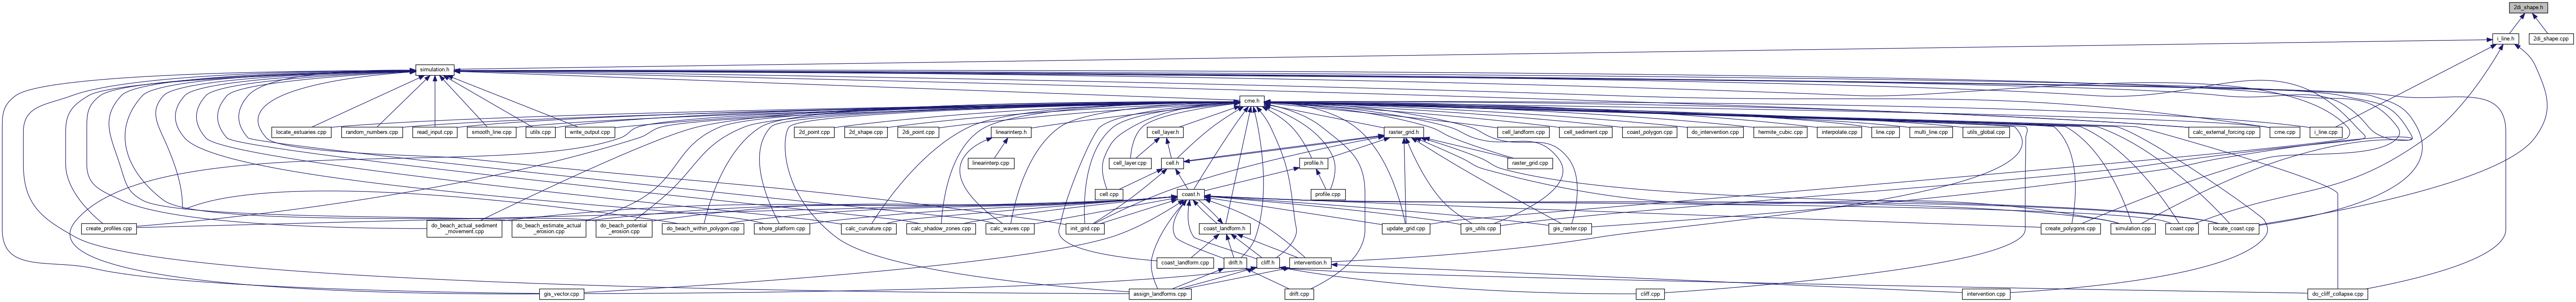 2di_shape.h
i_line.h
2di_shape.cpp
simulation.h
cme.h
locate_estuaries.cpp
random_numbers.cpp
read_input.cpp
smooth_line.cpp
utils.cpp
write_output.cpp
2d_point.cpp
2d_shape.cpp
2di_point.cpp
linearinterp.h
cell_layer.h
raster_grid.h
cell_landform.cpp
cell_sediment.cpp
coast_polygon.cpp
do_intervention.cpp
hermite_cubic.cpp
interpolate.cpp
line.cpp
multi_line.cpp
utils_global.cpp
calc_external_forcing.cpp
cme.cpp
i_line.cpp
linearinterp.cpp
cell_layer.cpp
cell.h
profile.h
raster_grid.cpp
cell.cpp
coast.h
profile.cpp
create_profiles.cpp
do_beach_actual_sediment
_movement.cpp
do_beach_estimate_actual
_erosion.cpp
do_beach_potential
_erosion.cpp
do_beach_within_polygon.cpp
shore_platform.cpp
calc_curvature.cpp
calc_shadow_zones.cpp
calc_waves.cpp
init_grid.cpp
coast_landform.h
update_grid.cpp
gis_utils.cpp
gis_raster.cpp
create_polygons.cpp
simulation.cpp
coast.cpp
locate_coast.cpp
coast_landform.cpp
drift.h
cliff.h
intervention.h
gis_vector.cpp
assign_landforms.cpp
drift.cpp
cliff.cpp
intervention.cpp
do_cliff_collapse.cpp